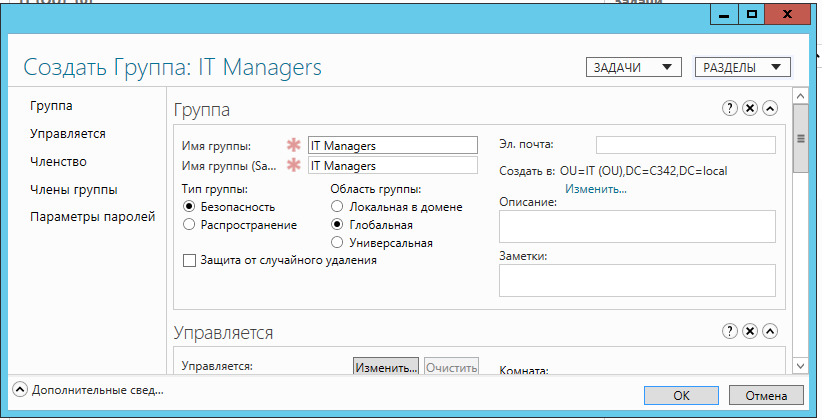 Создать Группа: IT Managers
ЗАДАЧИ
РАЗДЕЛЫ
Группа
Управляется
Членство
Члены группы
Параметры паролей
Группа
Имя группы: IT Managers
Имя группы (Sa... IT Managers
Тип группы:
Безопасность
Распространение
Область группы:
Локальная в домене
Глобальная
Универсальная
Защита от случайного удаления
Эл. почта:
Создать в: OU=IT (OU),DC=C342,DC=local
Изменить...
Описание:
Заметки:
Управляется
Управляется: Изменить... Очистить
Комната:
Дополнительные свед...
OK
Отмена